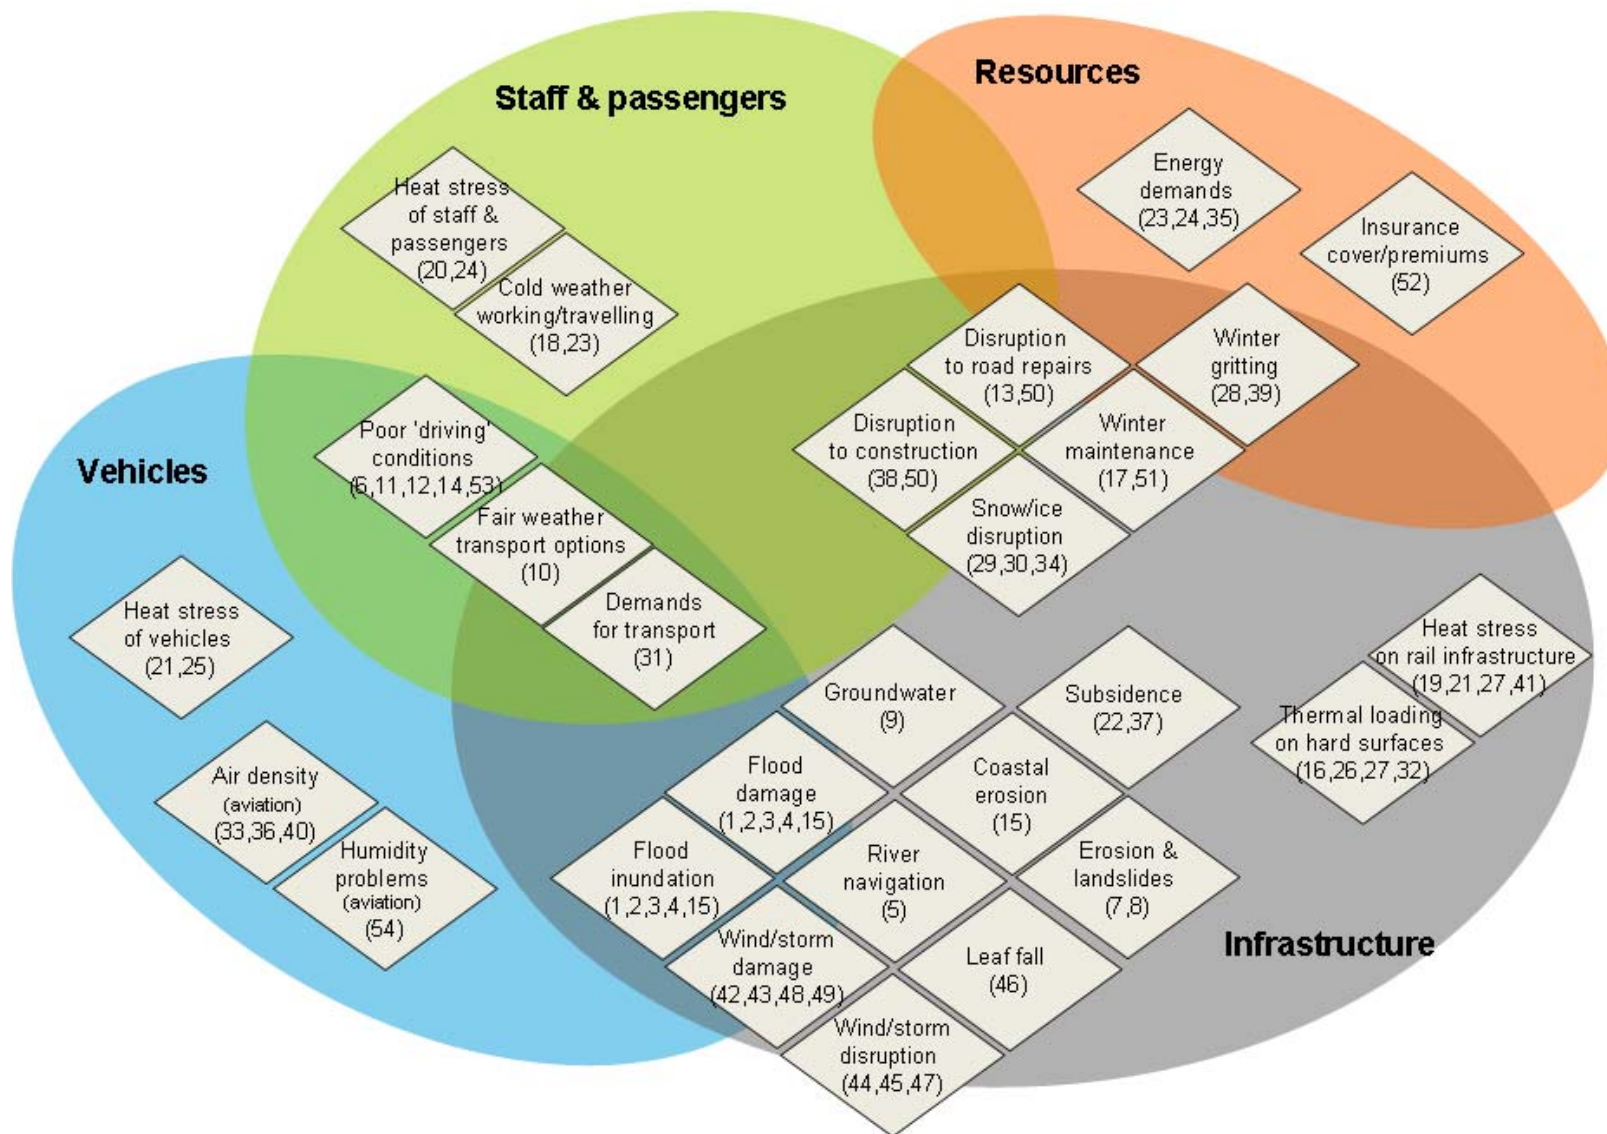 Resources
Staff & passengers
Energy
demands
(23,24,35)
Insurance
cover/premiums
(52)
Heat stress
of staff &
passengers
(20,24)
Cold weather
working/travelling
(18,23)
Disruption
to road repairs
(13,50)
Winter
gritting
(28,39)
Disruption
to construction
(38,50)
Winter
maintenance
(17,51)
Snow/ice
disruption
(29,30,34)
Vehicles
Poor 'driving'
conditions
(6,11,12,14,53)
Fair weather
transport options
(10)
Demands
for transport
(31)
Heat stress
of vehicles
(21,25)
Air density
(aviation)
(33,36,40)
Humidity
problems
(aviation)
(54)
Groundwater
(9)
Subsidence
(22,37)
Heat stress
on rail infrastructure
(19,21,27,41)
Thermal loading
on hard surfaces
(16,26,27,32)
Flood
damage
(1,2,3,4,15)
Coastal
erosion
(15)
Flood
inundation
(1,2,3,4,15)
River
navigation
(5)
Erosion &
landslides
(7,8)
Wind/storm
damage
(42,43,48,49)
Leaf fall
(46)
Infrastructure
Wind/storm
disruption
(44,45,47)